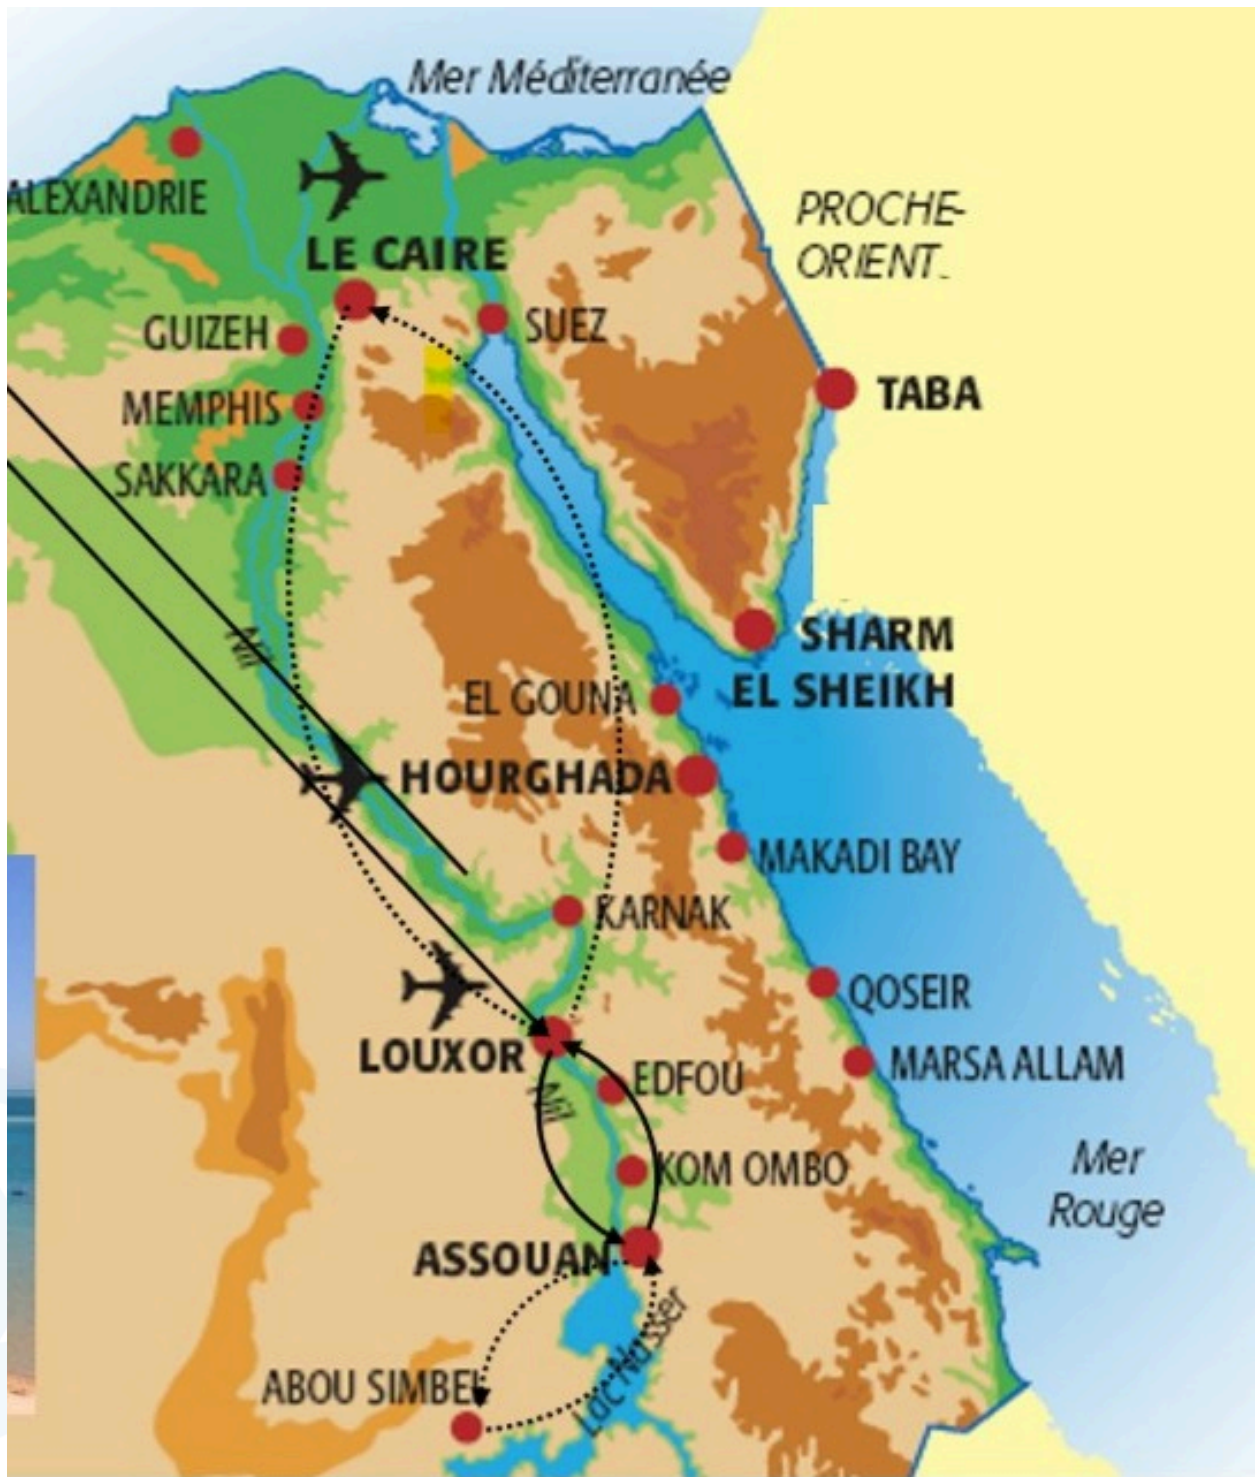 Mer Méditerranée
ALEXANDRIE
PROCHE-
ORIENT
LE CAIRE
GUIZEH
SUEZ
MEMPHIS
TABA
SAKKARA
Nil
SHARM
EL SHEIKH
EL GOUNA
HOURGHADA
MAKADI BAY
KARNAK
QOSEIR
LOUXOR
MARSA ALLAM
EDFOU
Nil
KOM OMBO
Mer
Rouge
ASSOUAN
Lac Nasser
ABOU SIMBEL